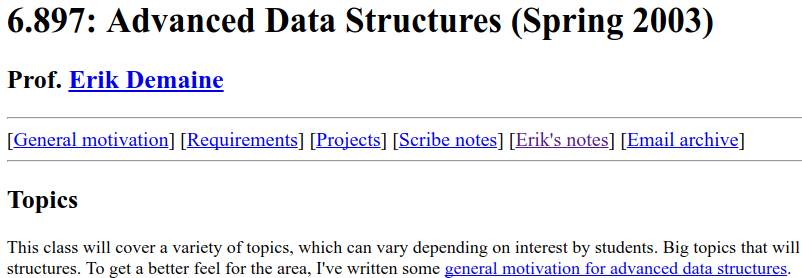 6.897: Advanced Data Structures (Spring 2003)
Prof. Erik Demaine
[General motivation] [Requirements] [Projects] [Scribe notes] [Erik's notes] [Email archive]
Topics
This class will cover a variety of topics, which can vary depending on interest by students. Big topics that will
structures. To get a better feel for the area, I've written some general motivation for advanced data structures.